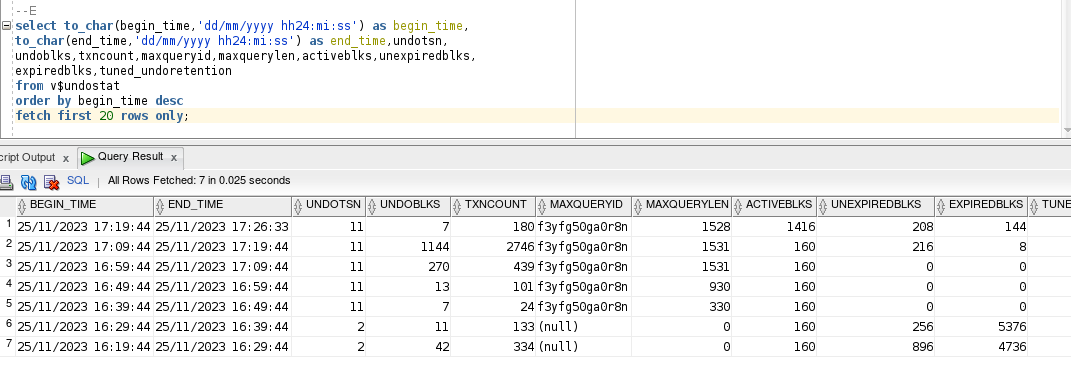 --E
select to_char(begin_time,'dd/mm/yyyy hh24:mi:ss') as begin_time,
to_char(end_time,'dd/mm/yyyy hh24:mi:ss') as end_time,undotsn,
undoblks,txncount,maxqueryid,maxquerylen,activeblks,unexpiredblks,
expiredblks,tuned_undoretention
from v$undostat
order by begin_time desc
fetch first 20 rows only;
cript Output x Query Result x
SQL | All Rows Fetched: 7 in 0.025 seconds
BEGIN_TIME END_TIME UNDOTSN UNDOBLKS TXNCOUNT MAXQUERYID MAXQUERYLEN ACTIVEBLKS UNEXPIREDBLKS EXPIREDBLKS TUNE
1 25/11/2023 17:19:44 25/11/2023 17:26:33 11 7 180 f3yfg50ga0r8n 1528 1416 208 144
2 25/11/2023 17:09:44 25/11/2023 17:19:44 11 1144 2746 f3yfg50ga0r8n 1531 160 216 8
3 25/11/2023 16:59:44 25/11/2023 17:09:44 11 270 439 f3yfg50ga0r8n 1531 160 0 0
4 25/11/2023 16:49:44 25/11/2023 16:59:44 11 13 101 f3yfg50ga0r8n 930 160 0 0
5 25/11/2023 16:39:44 25/11/2023 16:49:44 11 7 24 f3yfg50ga0r8n 330 160 0 0
6 25/11/2023 16:29:44 25/11/2023 16:39:44 2 11 133 (null) 0 160 256 5376
7 25/11/2023 16:19:44 25/11/2023 16:29:44 2 42 334 (null) 0 160 896 4736